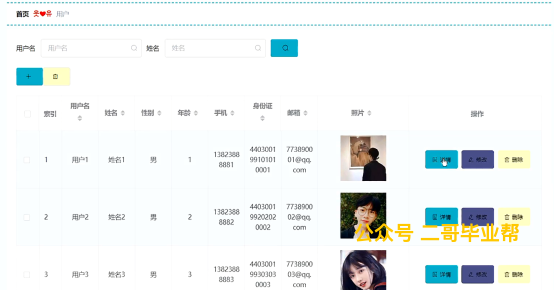 首页 用户
用户名 用户名 姓名 姓名
索引 用户名 姓名 性别 年龄 手机 身份证 邮箱 照片 操作
1 用户1 姓名1 男 1 13823888881 440300199101010001 773890001@qq.com 详情 修改 删除
2 用户2 姓名2 男 2 13823888882 440300199202020002 773890002@qq.com 详情 修改 删除
公众号 二哥毕业帮
3 用户3 姓名3 男 3 13823888883 440300199303030003 773890003@qq.com 详情 修改 删除